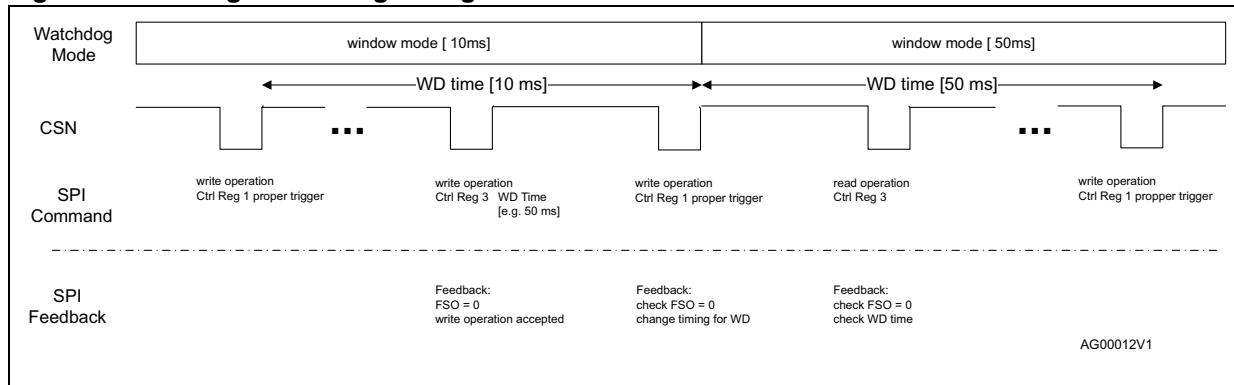 Watchdog
Mode
window mode [ 10ms]
window mode [ 50ms]
WD time [10 ms]
WD time [50 ms]
CSN
...
...
SPI
Command
write operation
Ctrl Reg 1 proper trigger
write operation
Ctrl Reg 3 WD Time
[e.g. 50 ms]
write operation
Ctrl Reg 1 proper trigger
read operation
Ctrl Reg 3
write operation
Ctrl Reg 1 propper trigger
SPI
Feedback
Feedback:
FSO = 0
write operation accepted
Feedback:
check FSO = 0
change timing for WD
Feedback:
check FSO = 0
check WD time
AG00012V1